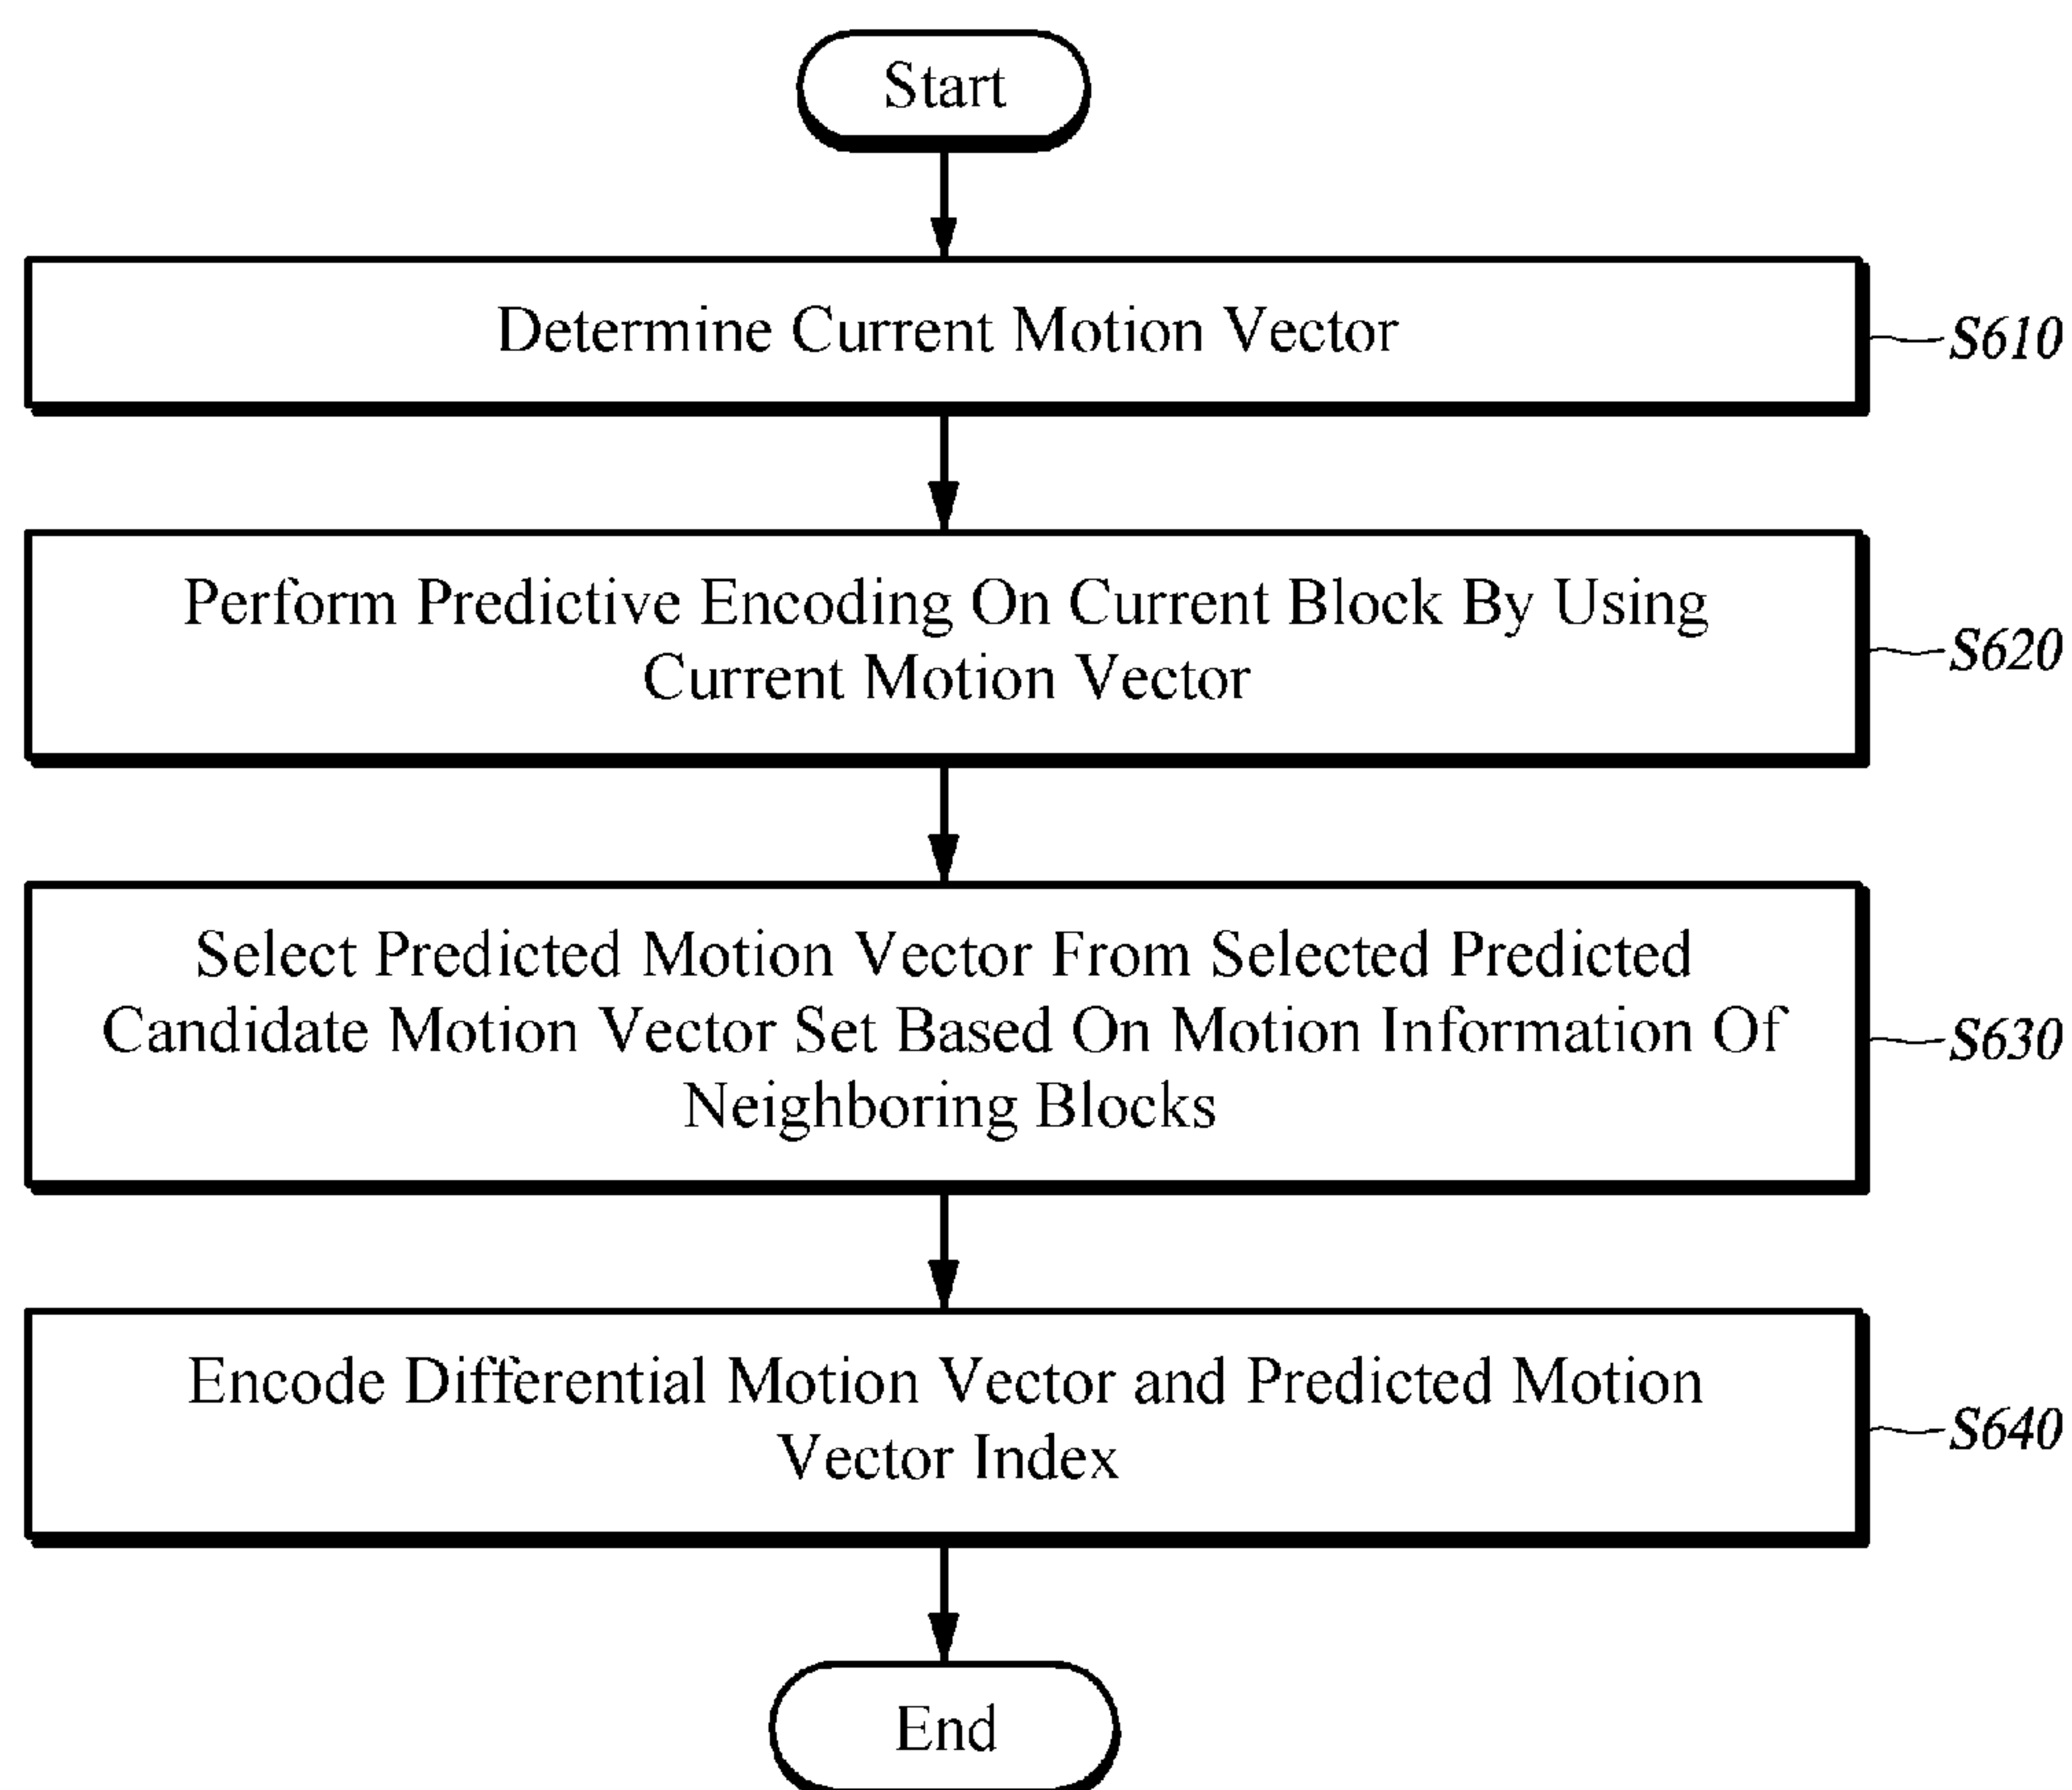 Start
Determine Current Motion Vector
S610
Perform Predictive Encoding On Current Block By Using
Current Motion Vector
S620
Select Predicted Motion Vector From Selected Predicted
Candidate Motion Vector Set Based On Motion Information Of
Neighboring Blocks
S630
Encode Differential Motion Vector and Predicted Motion
Vector Index
S640
End